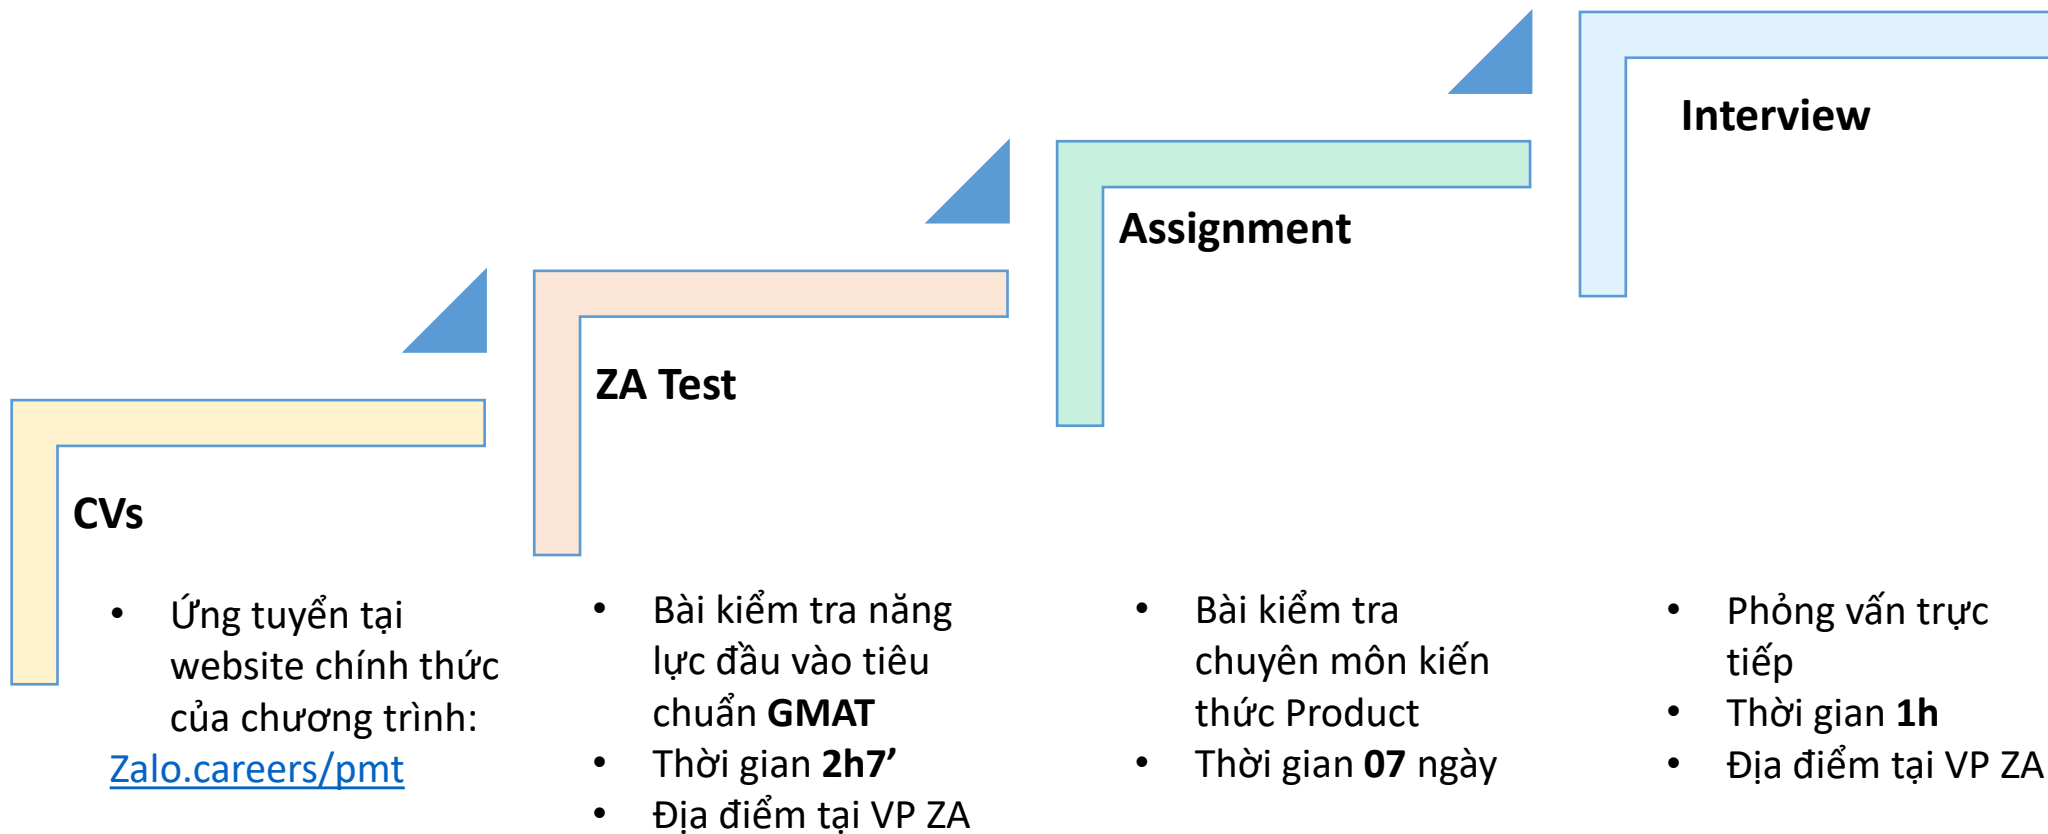 CVs
• Ứng tuyển tại
website chính thức
của chương trình:
Zalo.careers/pmt
ZA Test
• Bài kiểm tra năng
lực đầu vào tiêu
chuẩn GMAT
• Thời gian 2h7’
• Địa điểm tại VP ZA
Assignment
• Bài kiểm tra
chuyên môn kiến
thức Product
• Thời gian 07 ngày
Interview
• Phỏng vấn trực
tiếp
• Thời gian 1h
• Địa điểm tại VP ZA